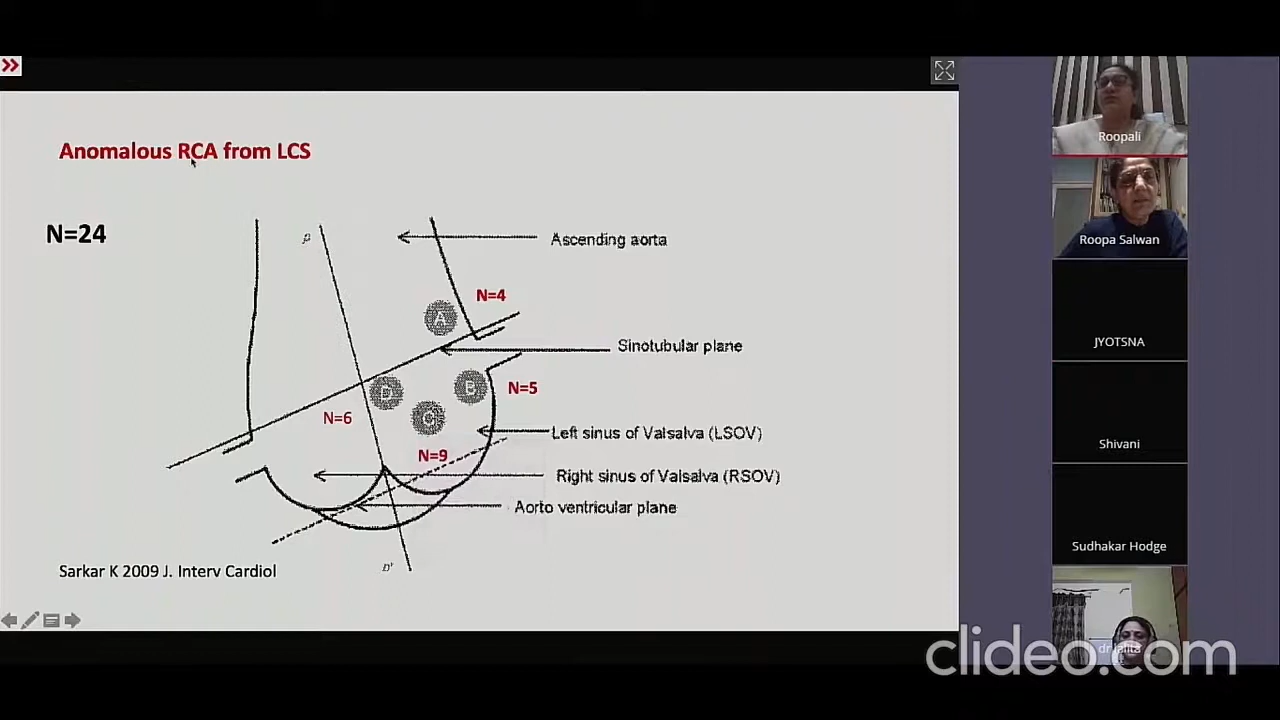 Anomalous RCA from LCS
N=24
Ascending aorta
N=4
A
Sinotubular plane
D
B
N=5
N=6
C
Left sinus of Valsalva (LSOV)
N=9
Right sinus of Valsalva (RSOV)
Aorto ventricular plane
Sarkar K 2009 J. Interv Cardiol
Roopali
Roopa Salwan
JYOTSNA
Shivani
Sudhakar Hodge
dr lalita
clideo.com